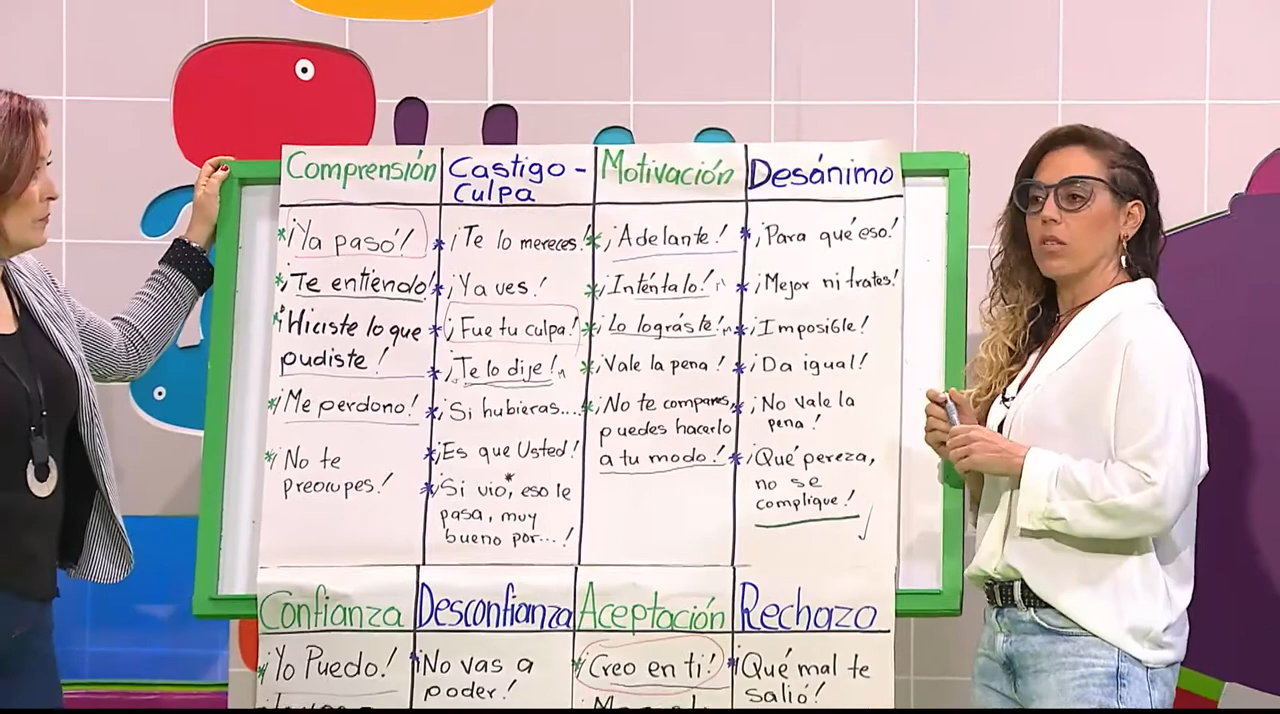 Comprensión
¡Ya pasó!
¡Te entiendo!
¡Hiciste lo que
pudiste!
¡Me perdono!
¡No te
preocupes!
Castigo -
Culpa
¡Te lo mereces!
¡Ya ves!
¡Fue tu culpa!
¡Te lo dije!
¡Si hubieras....
¡Es que Usted!
¡Si vio, eso le
pasa, muy
bueno por...!
Motivación
¡Adelante!
¡Inténtalo!
¡Lo lográste!
¡Vale la pena!
¡No te compares,
puedes hacerlo
a tu modo!
Desánimo
¡Para qué eso!
¡Mejor ni trates!
¡Imposible!
¡Da igual!
¡No vale la
pena!
¡Qué pereza,
no se
complique!
Confianza
¡Yo Puedo!
Desconfianza
¡No vas a
poder!
Aceptación
¡Creo en ti!
Rechazo
¡Qué mal te
salió!